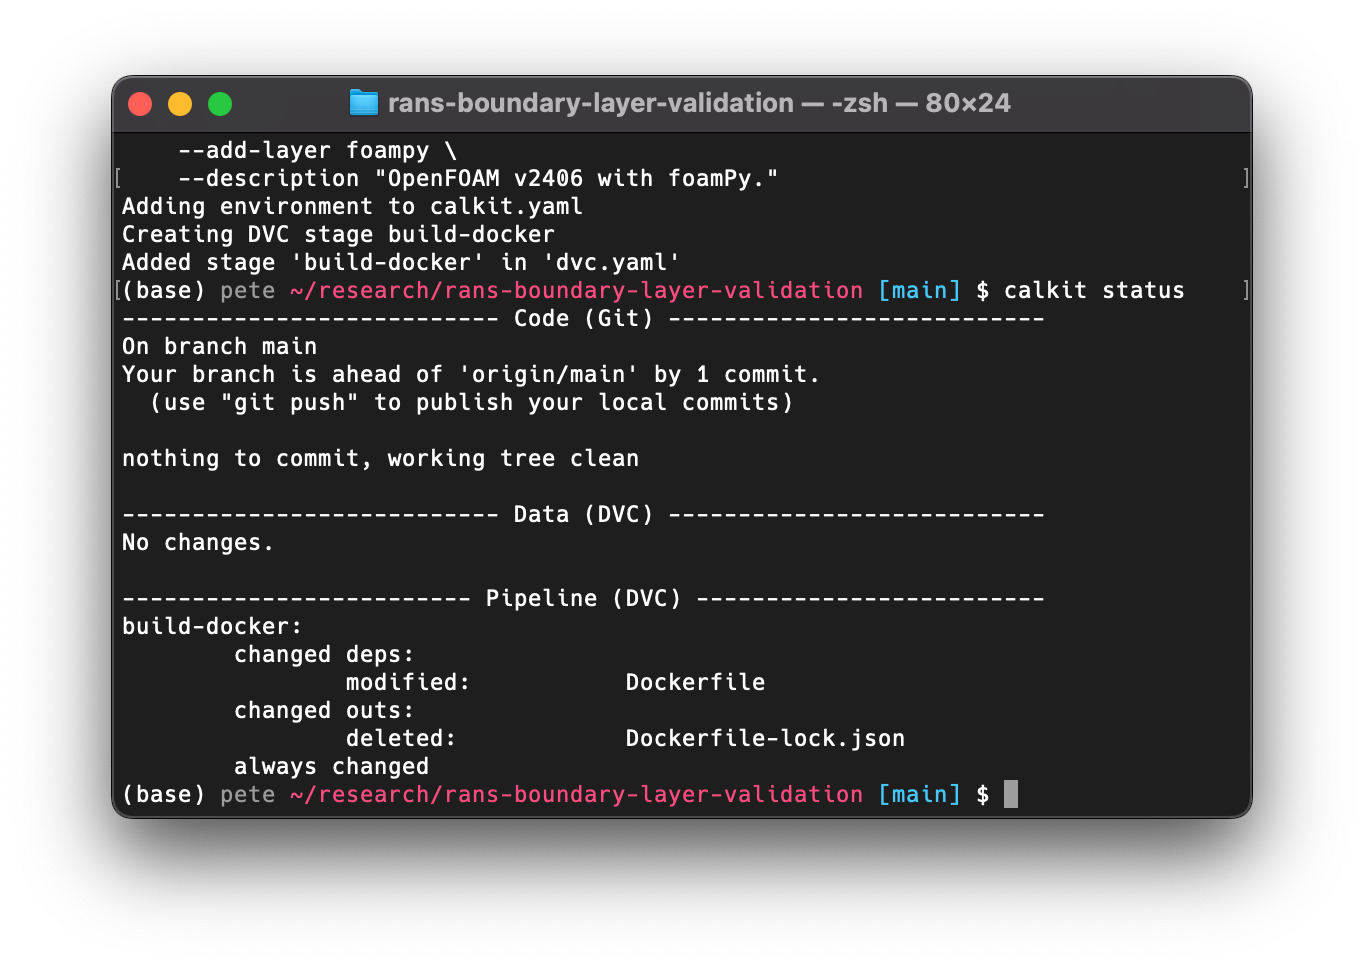 rans-boundary-layer-validation — -zsh — 80×24
    --add-layer foampy \
[    --description "OpenFOAM v2406 with foamPy."                                 ]
Adding environment to calkit.yaml
Creating DVC stage build-docker
Added stage 'build-docker' in 'dvc.yaml'
[(base) pete ~/research/rans-boundary-layer-validation [main] $ calkit status    ]
--------------------------- Code (Git) ---------------------------
On branch main
Your branch is ahead of 'origin/main' by 1 commit.
  (use "git push" to publish your local commits)

nothing to commit, working tree clean

--------------------------- Data (DVC) ---------------------------
No changes.

------------------------- Pipeline (DVC) -------------------------
build-docker:
        changed deps:
                modified:           Dockerfile
        changed outs:
                deleted:            Dockerfile-lock.json
        always changed
(base) pete ~/research/rans-boundary-layer-validation [main] $